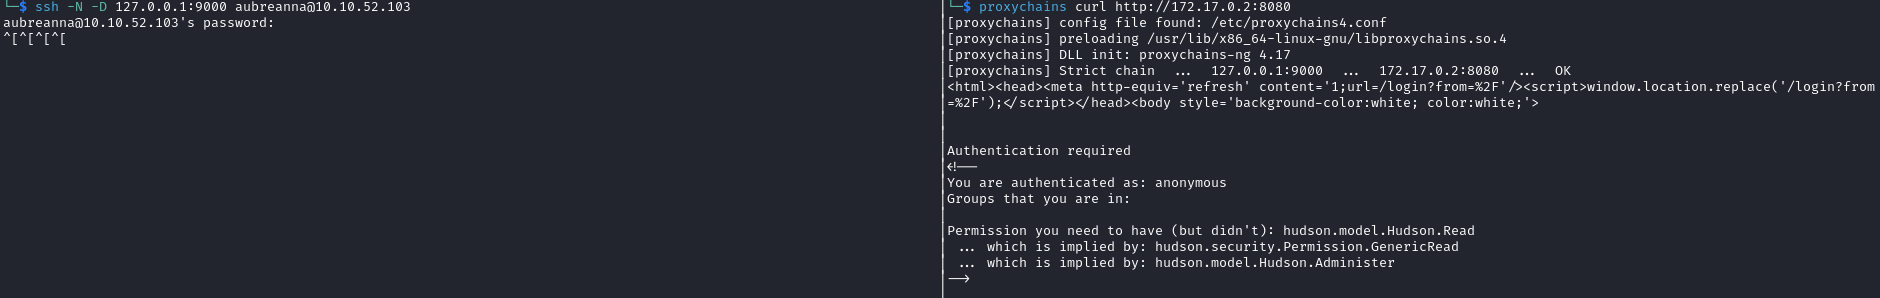 └─$ ssh -N -D 127.0.0.1:9000 aubreanna@10.10.52.103
aubreanna@10.10.52.103's password:
^[^[^[^[
└─$ proxychains curl http://172.17.0.2:8080
[proxychains] config file found: /etc/proxychains4.conf
[proxychains] preloading /usr/lib/x86_64-linux-gnu/libproxychains.so.4
[proxychains] DLL init: proxychains-ng 4.17
[proxychains] Strict chain  ...  127.0.0.1:9000  ...  172.17.0.2:8080  ...  OK
<html><head><meta http-equiv='refresh' content='1;url=/login?from=%2F'/><script>window.location.replace('/login?from
=%2F');</script></head><body style='background-color:white; color:white;'>
Authentication required
<!--
You are authenticated as: anonymous
Groups that you are in:
Permission you need to have (but didn't): hudson.model.Hudson.Read
 ... which is implied by: hudson.security.Permission.GenericRead
 ... which is implied by: hudson.model.Hudson.Administer
-->